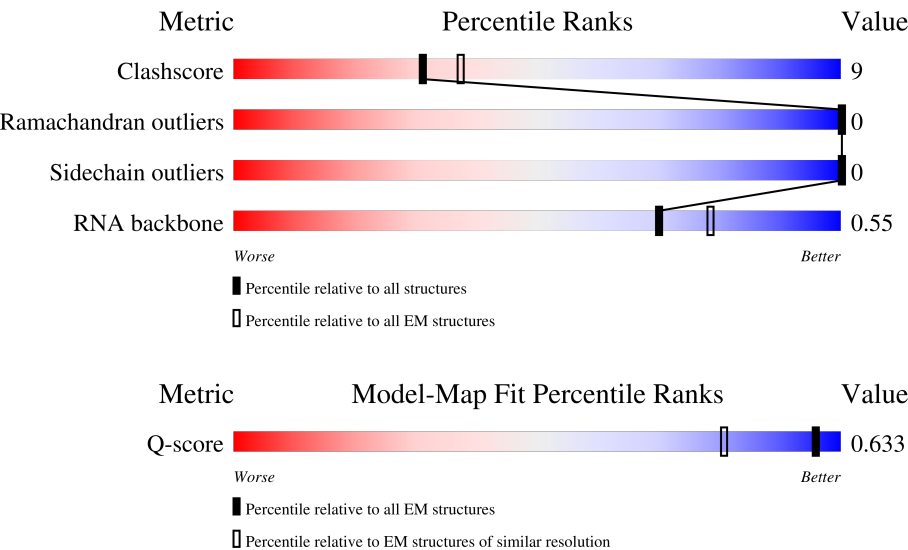 Metric Percentile Ranks Value
Clashscore 9
Ramachandran outliers 0
Sidechain outliers 0
RNA backbone 0.55
Worse Better
Percentile relative to all structures
Percentile relative to all EM structures
Metric Model-Map Fit Percentile Ranks Value
Q-score 0.633
Worse Better
Percentile relative to all EM structures
Percentile relative to EM structures of similar resolution